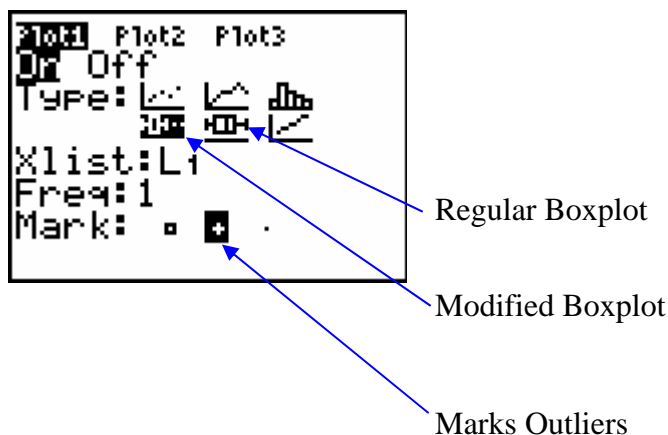 Plot1 Plot2 Plot3
On Off
Type:
Xlist:L1
Freq:1
Mark:
Regular Boxplot
Modified Boxplot
Marks Outliers